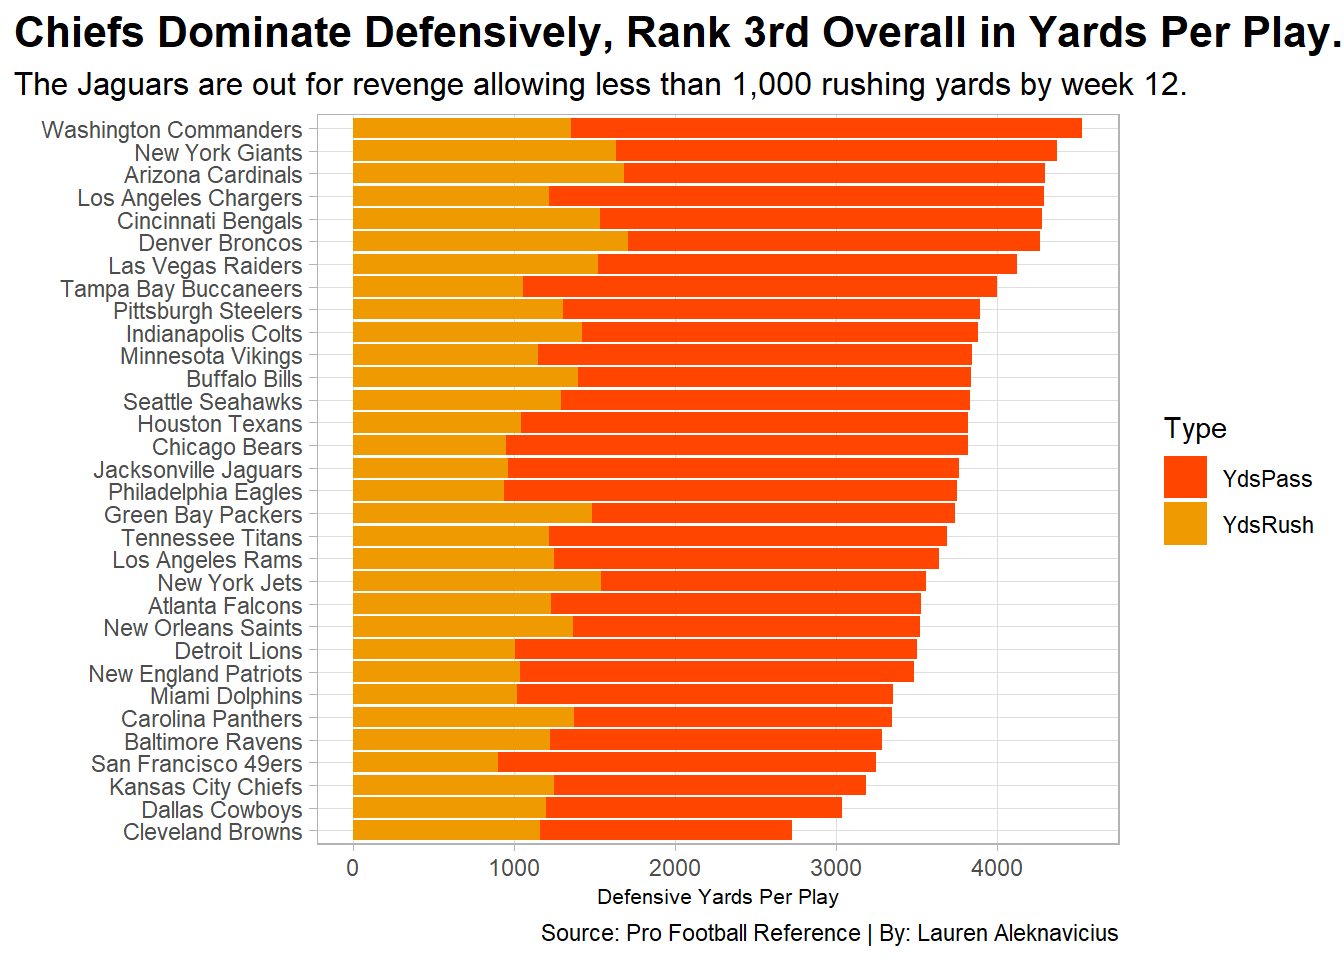 Chiefs Dominate Defensively, Rank 3rd Overall in Yards Per Play.
The Jaguars are out for revenge allowing less than 1,000 rushing yards by week 12.
Washington Commanders
New York Giants
Arizona Cardinals
Los Angeles Chargers
Cincinnati Bengals
Denver Broncos
Las Vegas Raiders
Tampa Bay Buccaneers
Pittsburgh Steelers
Indianapolis Colts
Minnesota Vikings
Buffalo Bills
Seattle Seahawks
Houston Texans
Chicago Bears
Jacksonville Jaguars
Philadelphia Eagles
Green Bay Packers
Tennessee Titans
Los Angeles Rams
New York Jets
Atlanta Falcons
New Orleans Saints
Detroit Lions
New England Patriots
Miami Dolphins
Carolina Panthers
Baltimore Ravens
San Francisco 49ers
Kansas City Chiefs
Dallas Cowboys
Cleveland Browns
0 1000 2000 3000 4000
Defensive Yards Per Play
Type
YdsPass
YdsRush
Source: Pro Football Reference | By: Lauren Aleknavicius